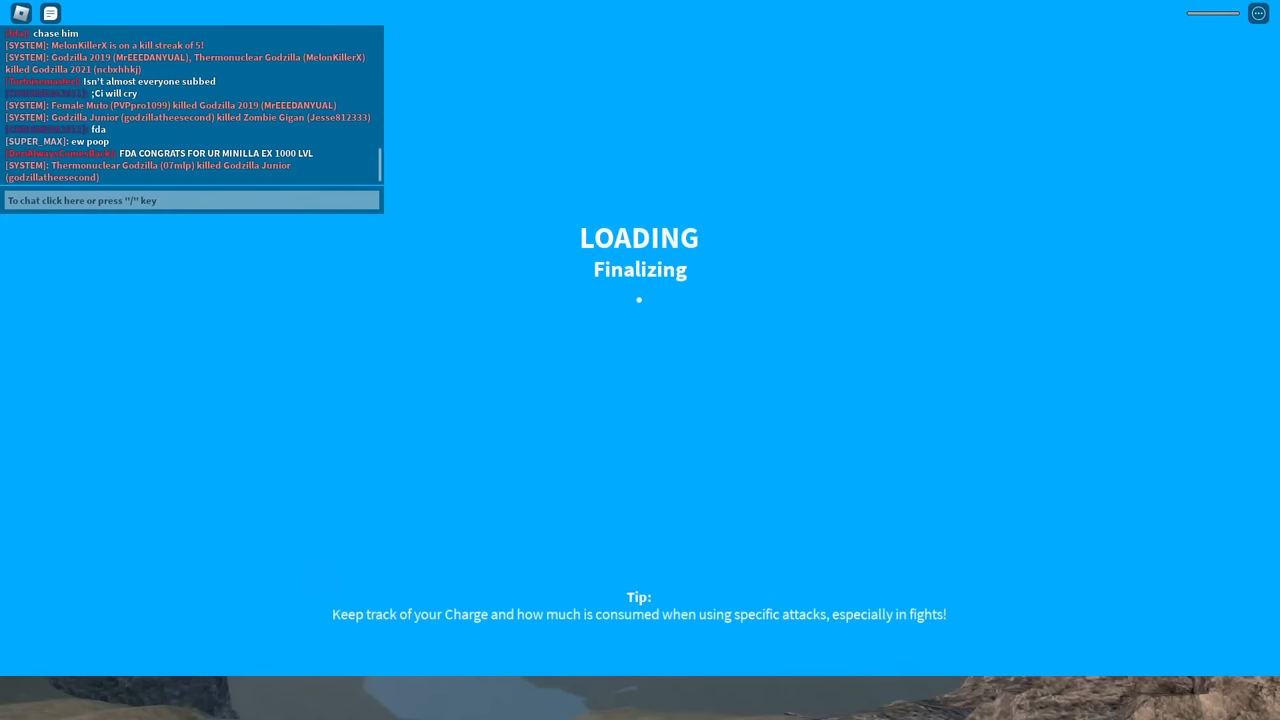 chase him
[SYSTEM]: MelonKillerX is on a kill streak of 5!
[SYSTEM]: Godzilla 2019 (MrEEEDANYUAL), Thermonuclear Godzilla (MelonKillerX)
killed Godzilla 2021 (ncbxhhkj)
Isn't almost everyone subbed
;Ci will cry
[SYSTEM]: Female Muto (PVPpro1099) killed Godzilla 2019 (MrEEEDANYUAL)
[SYSTEM]: Godzilla Junior (godzillatheesecond) killed Zombie Gigan (Jesse812333)
fda
[SUPER_MAX]: ew poop
[DeriAlwaysComesBack]: FDA CONGRATS FOR UR MINILLA EX 1000 LVL
[SYSTEM]: Thermonuclear Godzilla (07mlp) killed Godzilla Junior
(godzillatheesecond)
To chat click here or press "/" key
LOADING
Finalizing
Tip:
Keep track of your Charge and how much is consumed when using specific attacks, especially in fights!